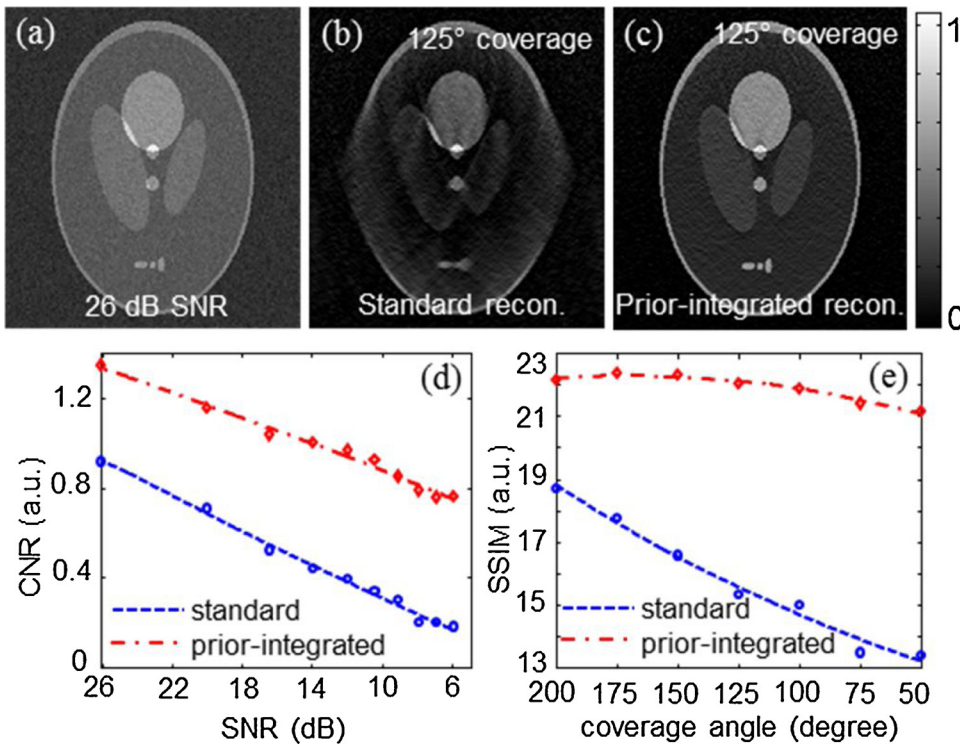 (a)
26 dB SNR
(b)
125° coverage
Standard recon.
(c)
125° coverage
Prior-integrated recon.
1
0
(d)
CNR (a.u.)
1.2
0.8
0.4
0
standard
prior-integrated
26 22 18 14 10 6
SNR (dB)
(e)
SSIM (a.u.)
23
21
19
17
15
13
standard
prior-integrated
200 175 150 125 100 75 50
coverage angle (degree)